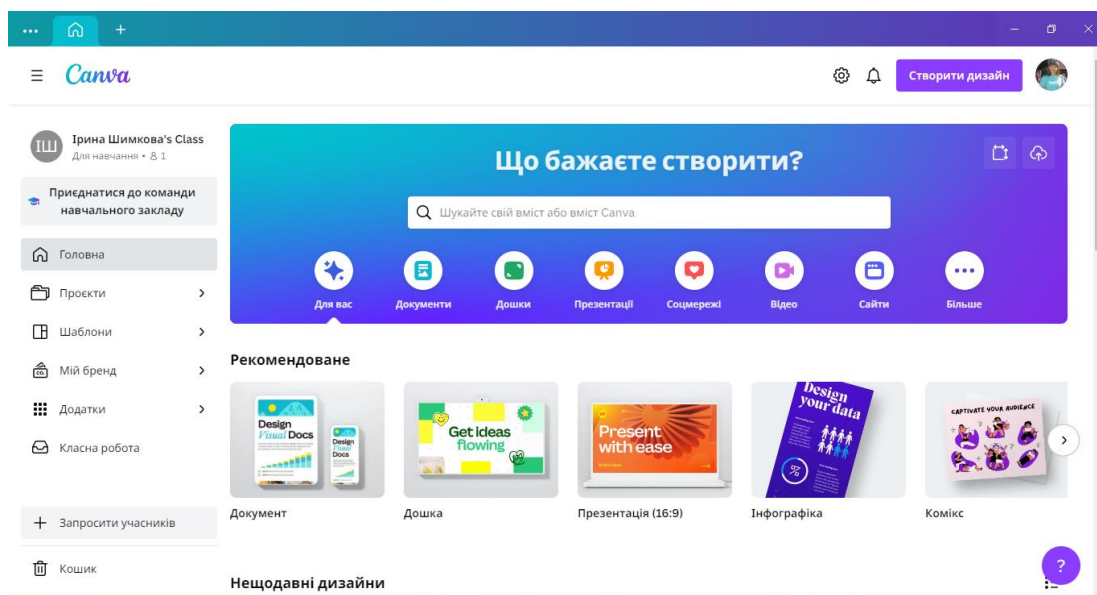 Canva
Створити дизайн
ІШ
Ірина Шимкова's Class
Для навчання • 1
Приєднатися до команди
навчального закладу
Головна
Проєкти
Шаблони
Мій бренд
CO.
Додатки
Класна робота
Запросити учасників
Кошик
Що бажаєте створити?
Шукайте свій вміст або вміст Canva
Для вас
Документи
Дошки
Презентації
Соцмережі
Відео
Сайти
Більше
Рекомендоване
Design
Visual Docs
Design
Visual
Docs
Get ideas
flowing
Present
with ease
Design
your data
CAPTIVATE YOUR AUDIENCE
Документ
Дошка
Презентація (16:9)
Інфографіка
Комікс
Нещодавні дизайни
?